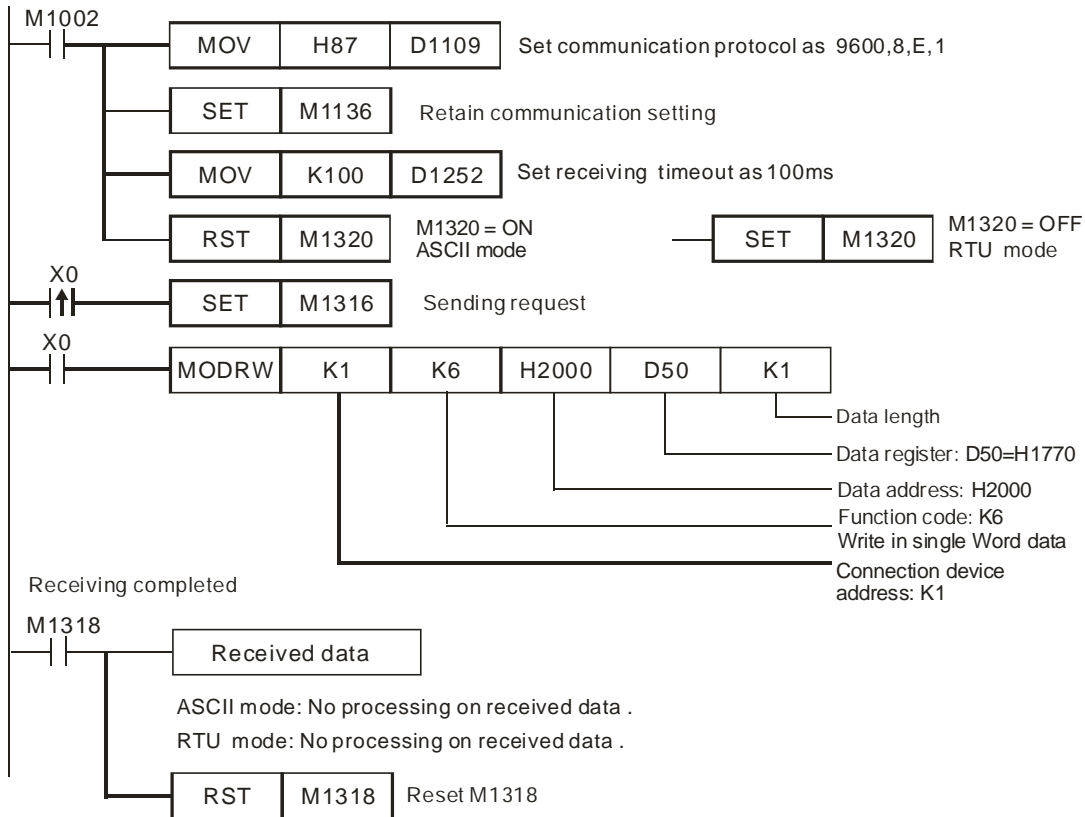 M1002
MOV H87 D1109 Set communication protocol as 9600,8,E,1
SET M1136 Retain communication setting
MOV K100 D1252 Set receiving timeout as 100ms
RST M1320 M1320 = ON
ASCII mode
SET M1320 M1320 = OFF
RTU mode
X0
SET M1316 Sending request
X0
MODRW K1 K6 H2000 D50 K1
Data length
Data register: D50=H1770
Data address: H2000
Function code: K6
Write in single Word data
Connection device
address: K1
Receiving completed
M1318
Received data
ASCII mode: No processing on received data .
RTU mode: No processing on received data .
RST M1318 Reset M1318